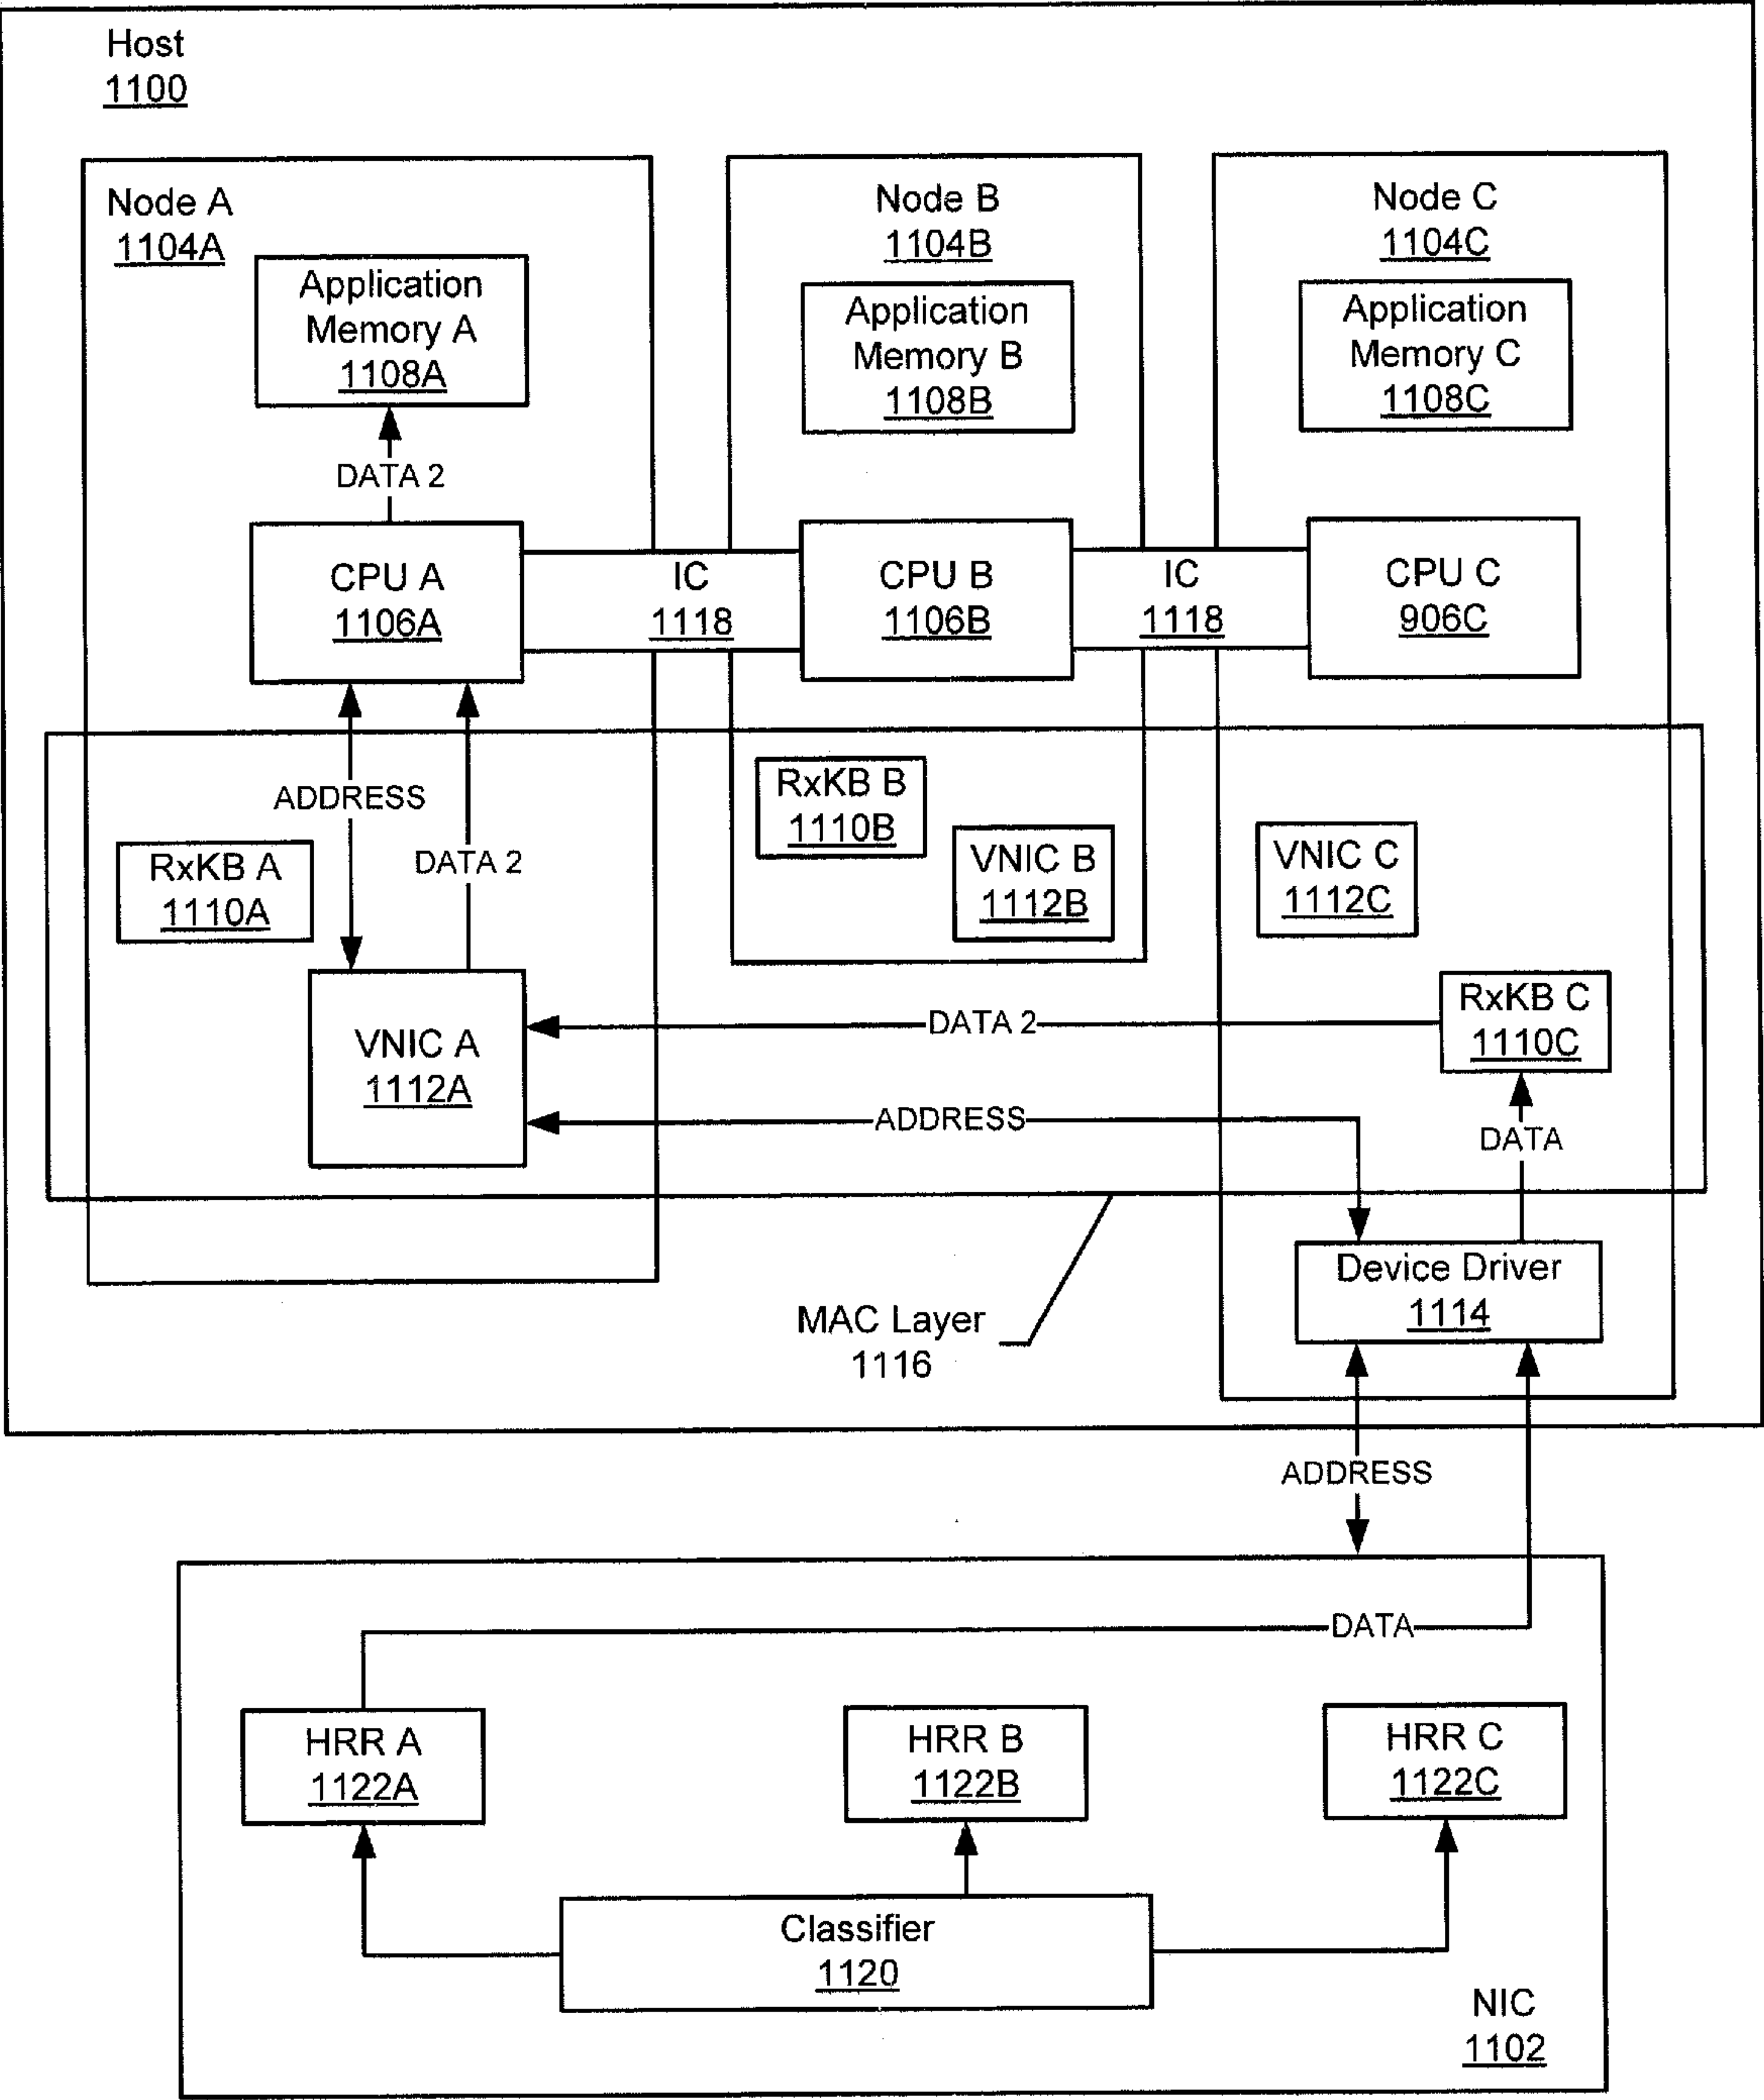 Host
1100
Node A
1104A
Node B
1104B
Node C
1104C
Application
Memory A
1108A
Application
Memory B
1108B
Application
Memory C
1108C
DATA 2
CPU A
1106A
IC
1118
CPU B
1106B
IC
1118
CPU C
906C
ADDRESS
DATA 2
RxKB A
1110A
RxKB B
1110B
VNIC B
1112B
VNIC C
1112C
VNIC A
1112A
DATA 2
RxKB C
1110C
ADDRESS
DATA
Device Driver
1114
MAC Layer
1116
ADDRESS
DATA
HRR A
1122A
HRR B
1122B
HRR C
1122C
Classifier
1120
NIC
1102